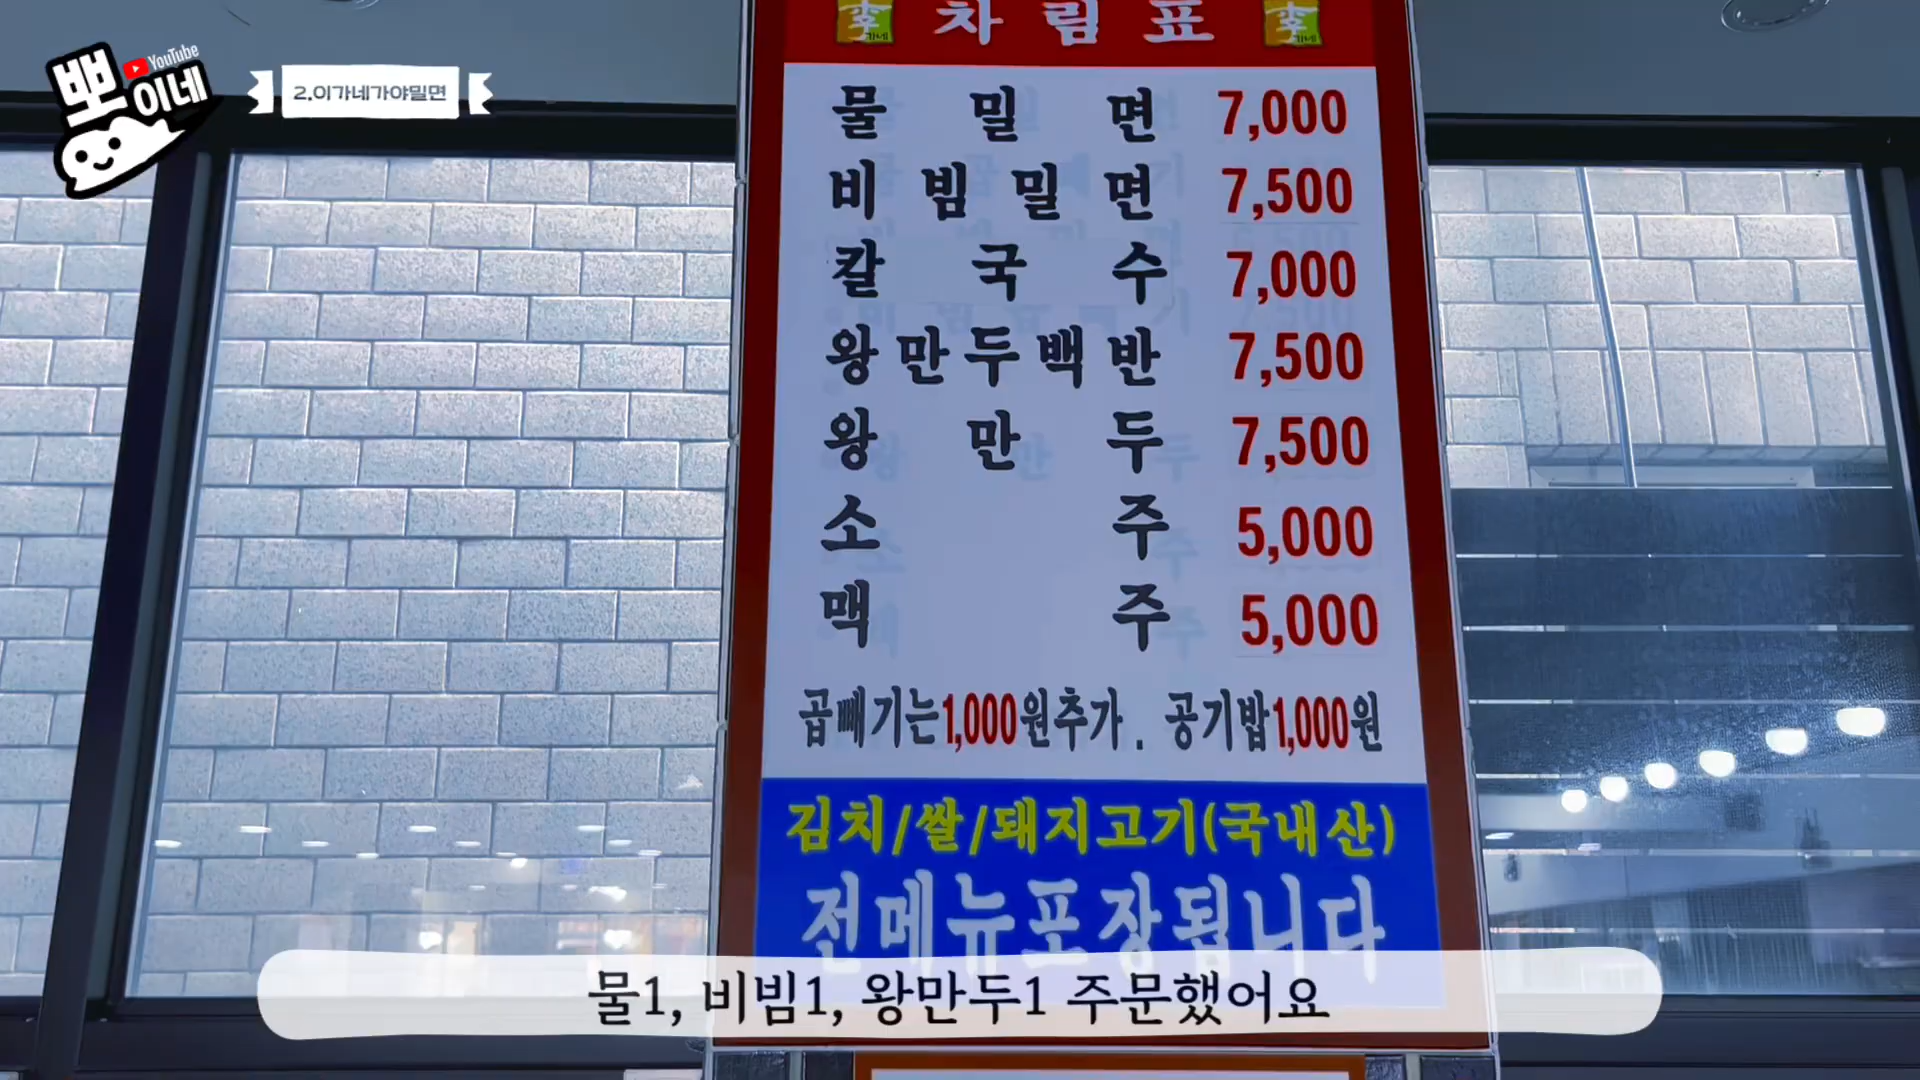 뽀이네
YouTube
2.이가네가야밀면
차림표
물밀면 7,000
비빔밀면 7,500
칼국수 7,000
왕만두백반 7,500
왕만두 7,500
소주 5,000
맥주 5,000
곱빼기는1,000원추가. 공기밥1,000원
김치/쌀/돼지고기(국내산)
전메뉴포장됩니다
물1, 비빔1, 왕만두1 주문했어요